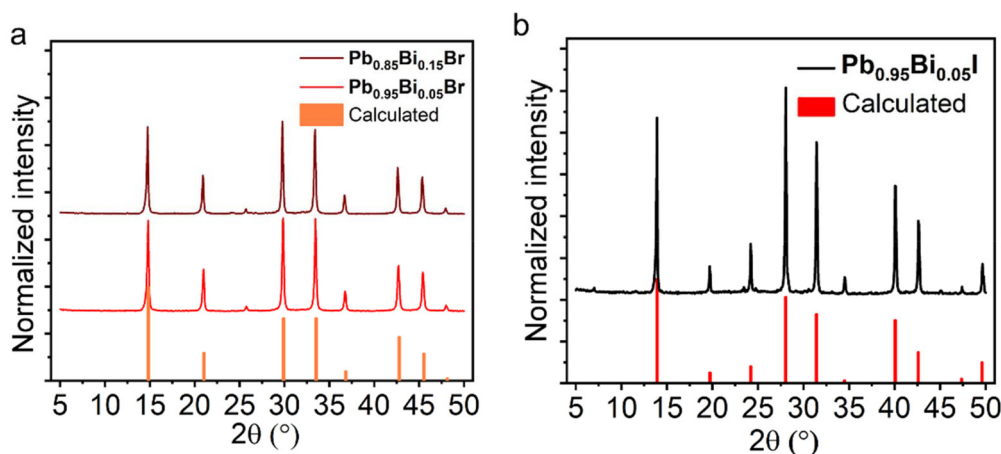 a
Normalized intensity
Pb0.85Bi0.15Br
Pb0.95Bi0.05Br
Calculated
5 10 15 20 25 30 35 40 45 50
2θ (°)
b
Normalized intensity
Pb0.95Bi0.05I
Calculated
5 10 15 20 25 30 35 40 45 50
2θ (°)